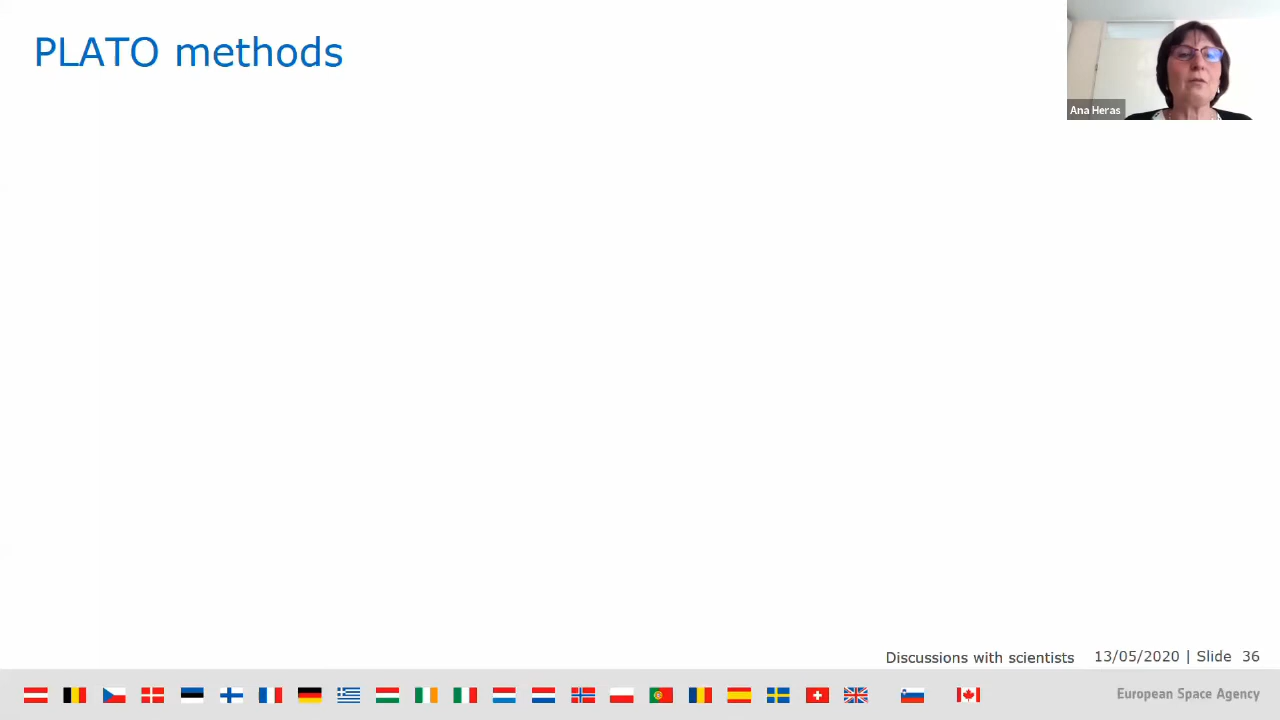 PLATO methods
Ana Heras
Discussions with scientists 13/05/2020 | Slide 36
European Space Agency